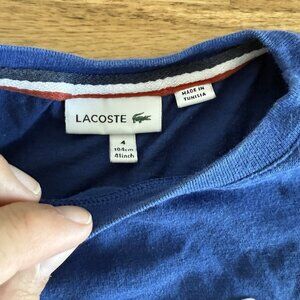 LACOSTE
MADE IN
TUNISIA
4
104cm
41inch